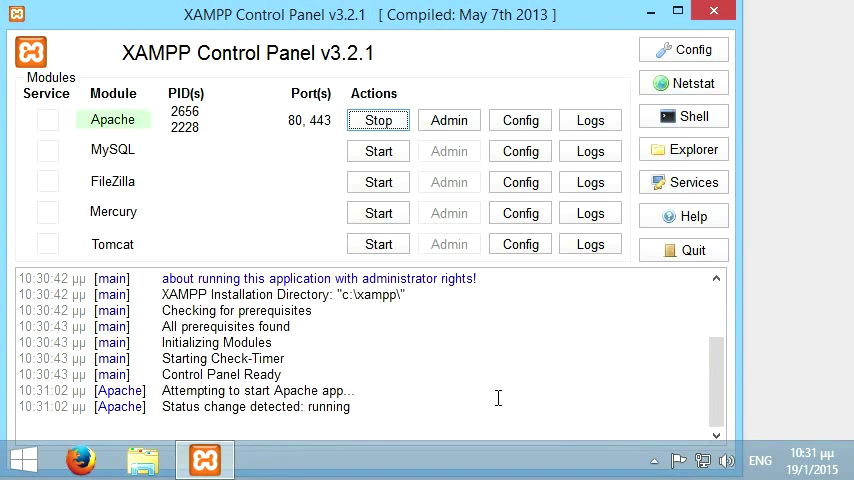 XAMPP Control Panel v3.2.1 [ Compiled: May 7th 2013 ]
XAMPP Control Panel v3.2.1
Config
Modules
Service Module PID(s) Port(s) Actions
Netstat
Apache 2656 2228 80, 443 Stop Admin Config Logs
Shell
MySQL Start Admin Config Logs
Explorer
FileZilla Start Admin Config Logs
Services
Mercury Start Admin Config Logs
Help
Tomcat Start Admin Config Logs
Quit
10:30:42 μμ [main] about running this application with administrator rights!
10:30:42 μμ [main] XAMPP Installation Directory: "c:\xampp\"
10:30:42 μμ [main] Checking for prerequisites
10:30:43 μμ [main] All prerequisites found
10:30:43 μμ [main] Initializing Modules
10:30:43 μμ [main] Starting Check-Timer
10:30:43 μμ [main] Control Panel Ready
10:31:02 μμ [Apache] Attempting to start Apache app...
10:31:02 μμ [Apache] Status change detected: running
ENG
10:31 μμ
19/1/2015